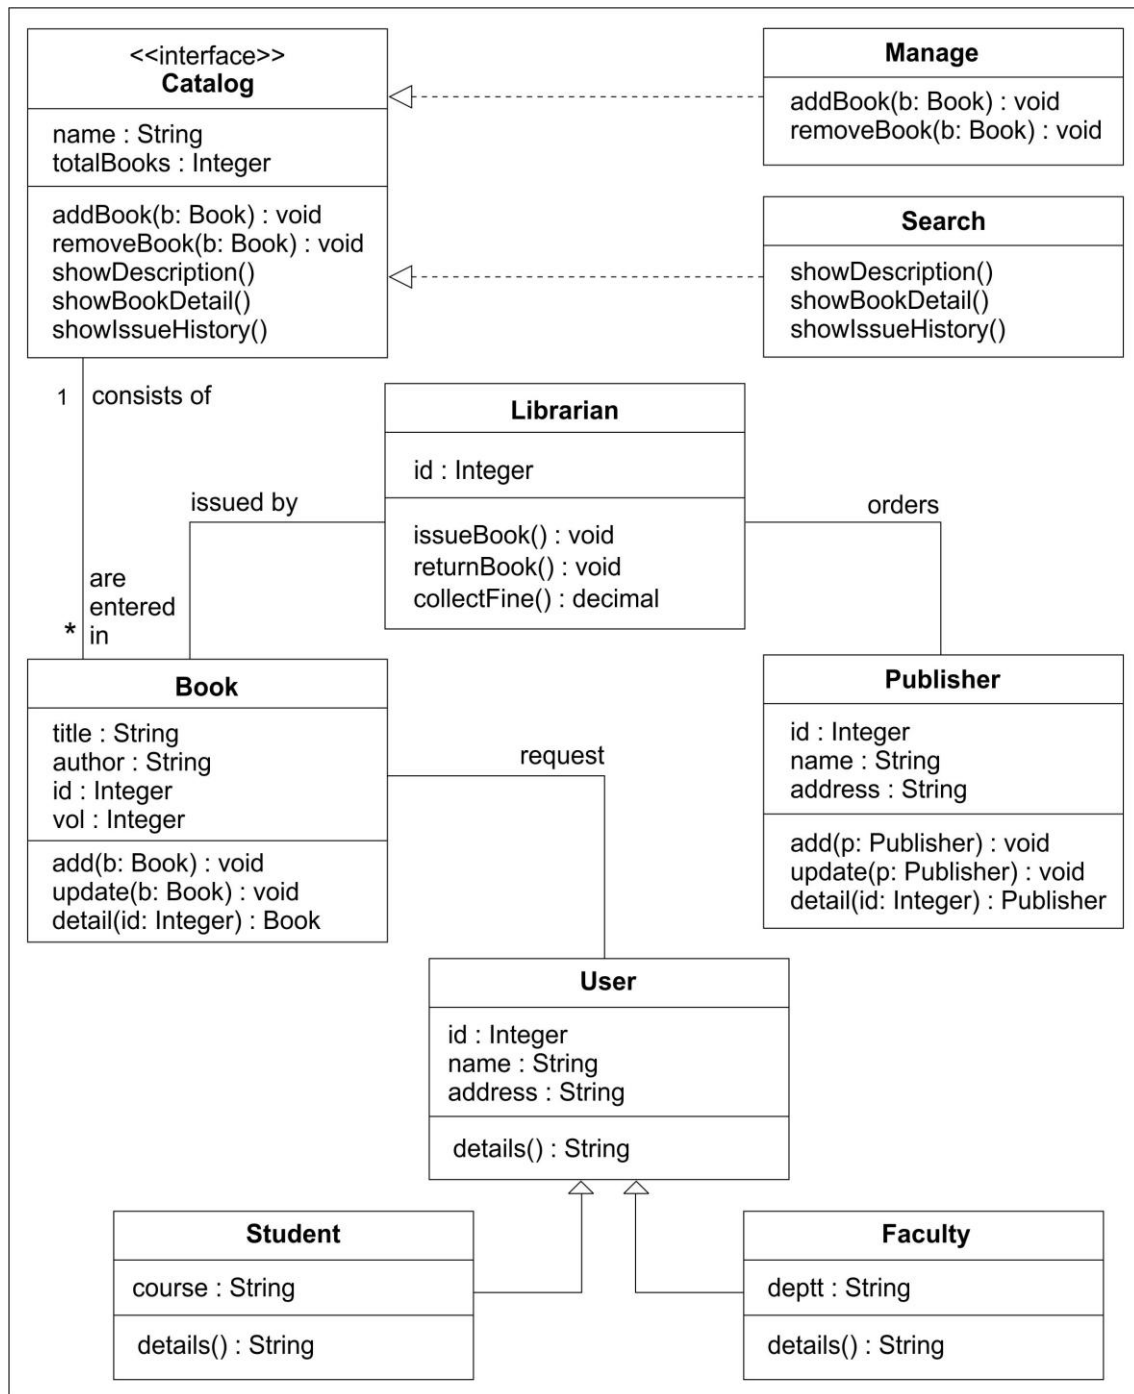 <<interface>>
Catalog
name : String
totalBooks : Integer
addBook(b: Book) : void
removeBook(b: Book) : void
showDescription()
showBookDetail()
showIssueHistory()
Manage
addBook(b: Book) : void
removeBook(b: Book) : void
Search
showDescription()
showBookDetail()
showIssueHistory()
1
consists of
are
entered
in
*
issued by
Librarian
id : Integer
issueBook() : void
returnBook() : void
collectFine() : decimal
orders
Book
title : String
author : String
id : Integer
vol : Integer
add(b: Book) : void
update(b: Book) : void
detail(id: Integer) : Book
request
Publisher
id : Integer
name : String
address : String
add(p: Publisher) : void
update(p: Publisher) : void
detail(id: Integer) : Publisher
User
id : Integer
name : String
address : String
details() : String
Student
course : String
details() : String
Faculty
deptt : String
details() : String